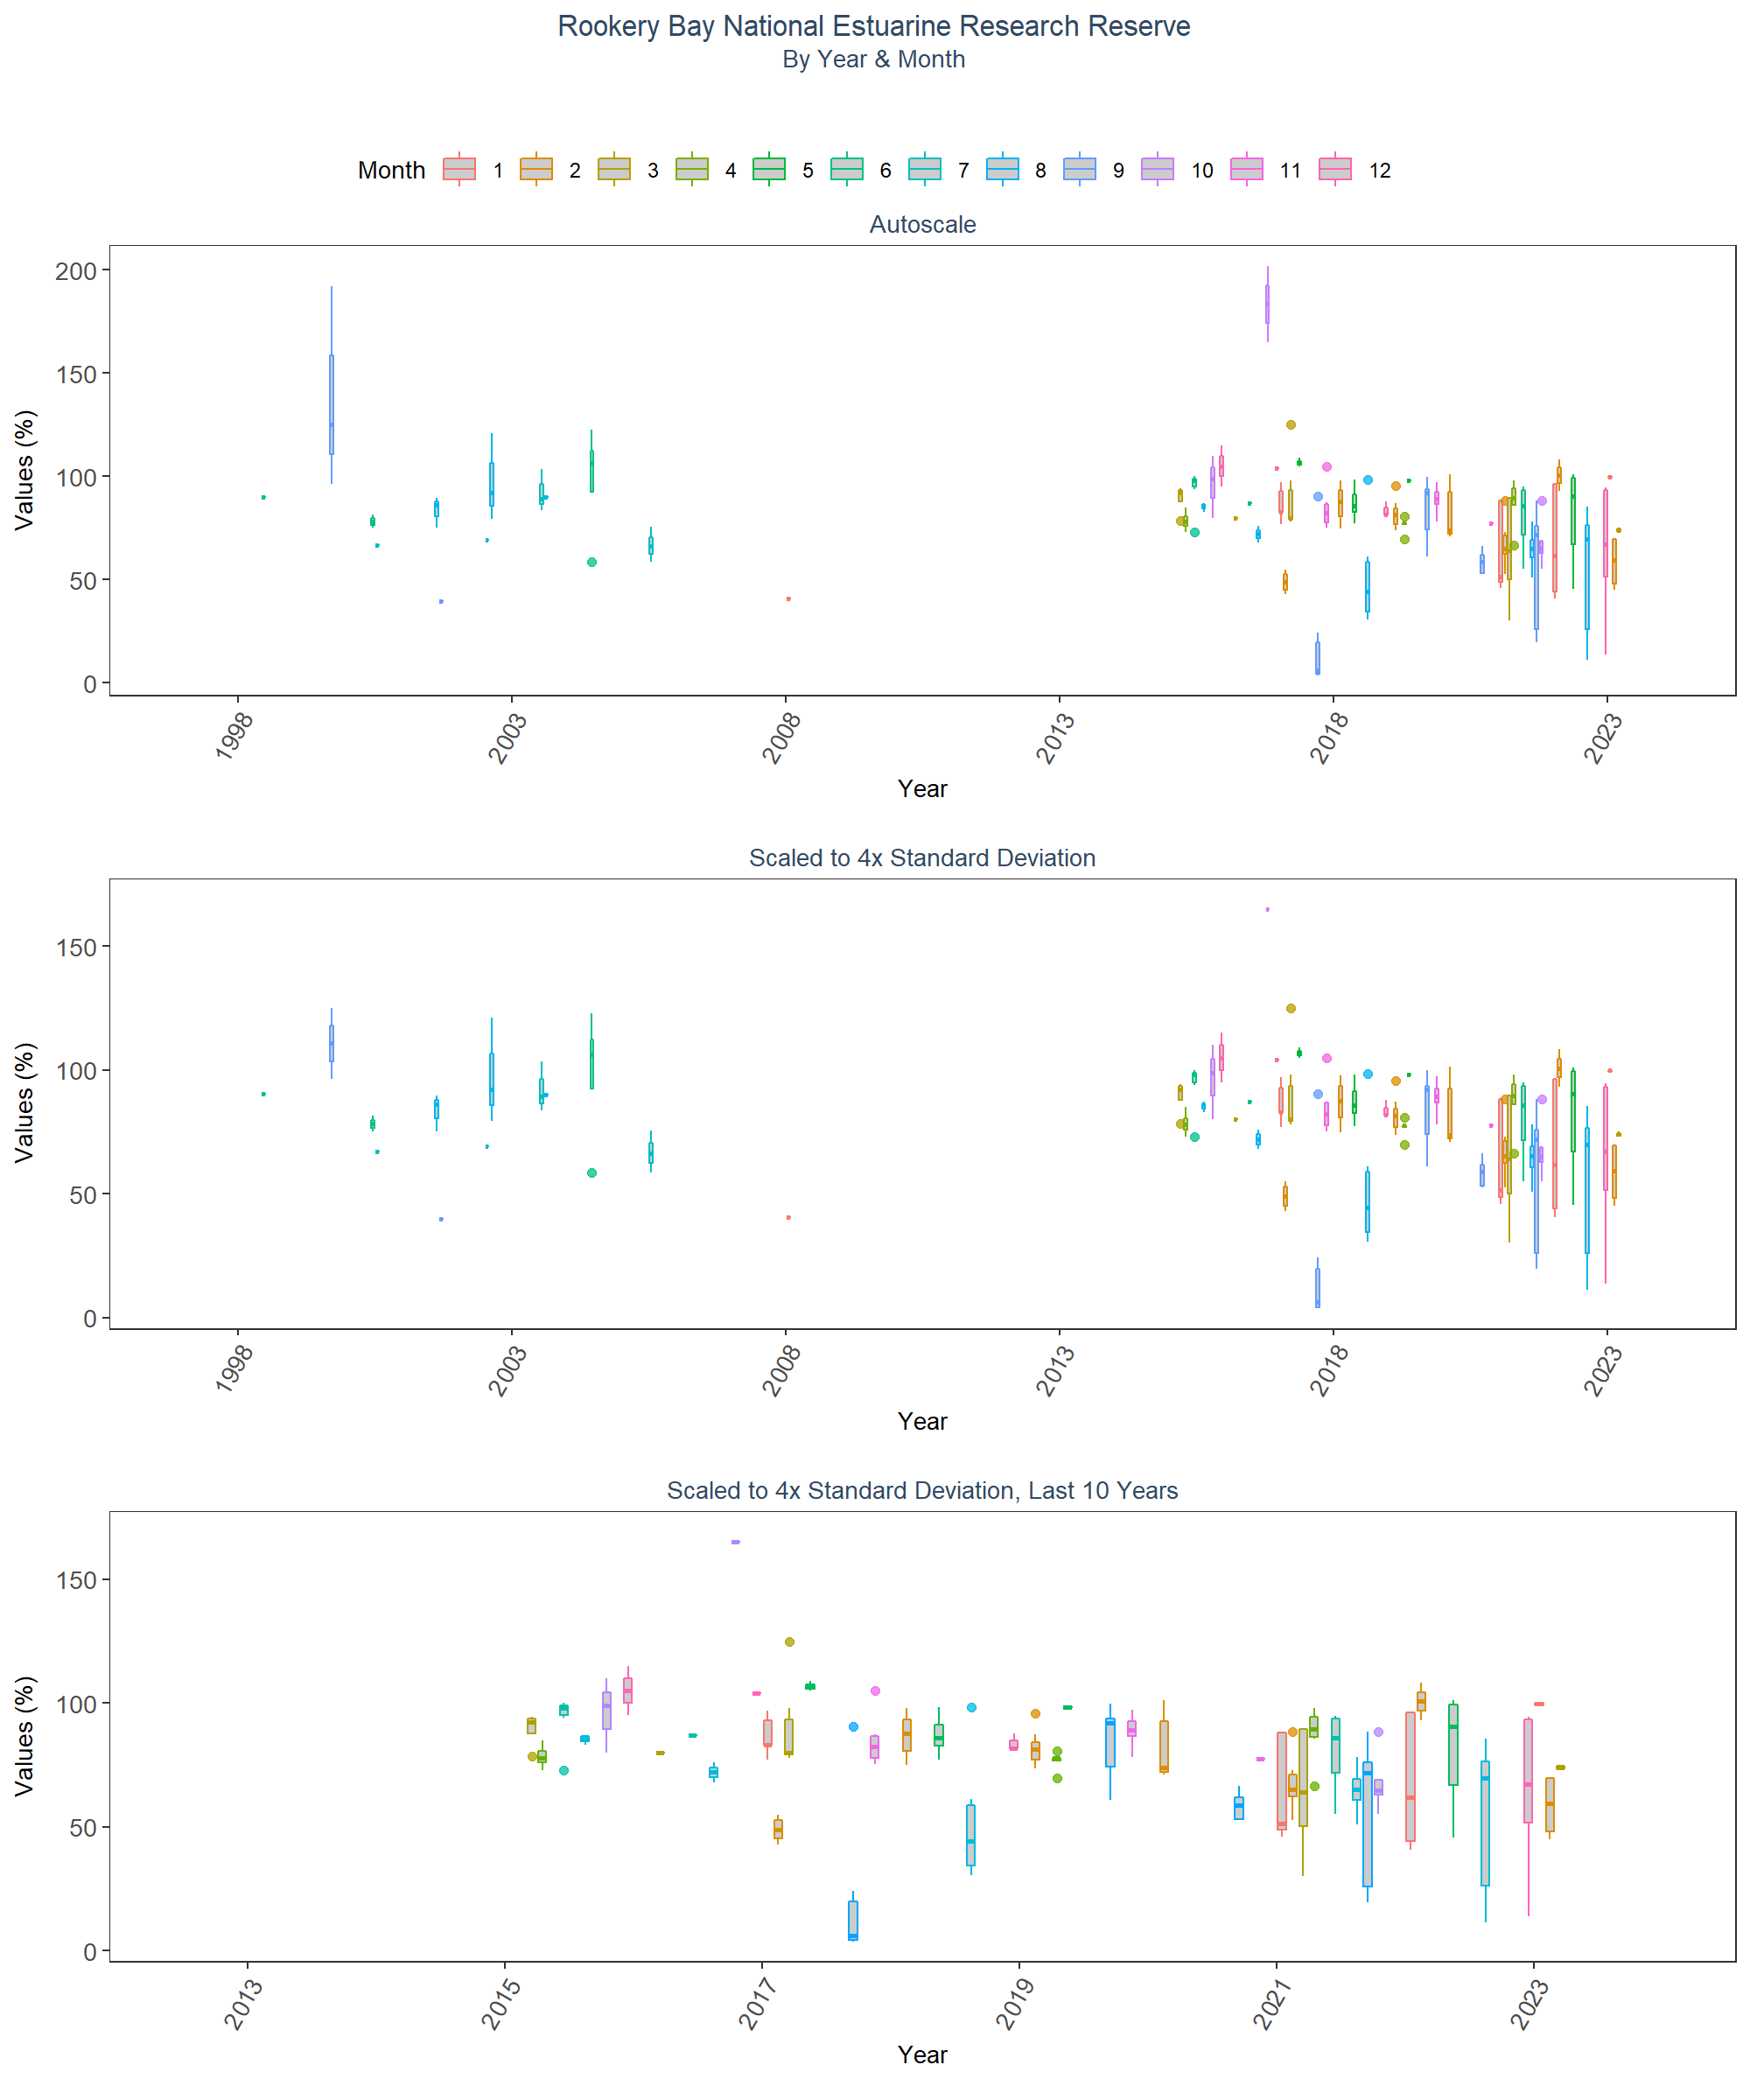 Rookery Bay National Estuarine Research Reserve
By Year & Month
Month 1 2 3 4 5 6 7 8 9 10 11 12
Autoscale
Values (%)
200
150
100
50
0
1998 2003 2008 2013 2018 2023
Year
Scaled to 4x Standard Deviation
Values (%)
150
100
50
0
1998 2003 2008 2013 2018 2023
Year
Scaled to 4x Standard Deviation, Last 10 Years
Values (%)
150
100
50
0
2013 2015 2017 2019 2021 2023
Year